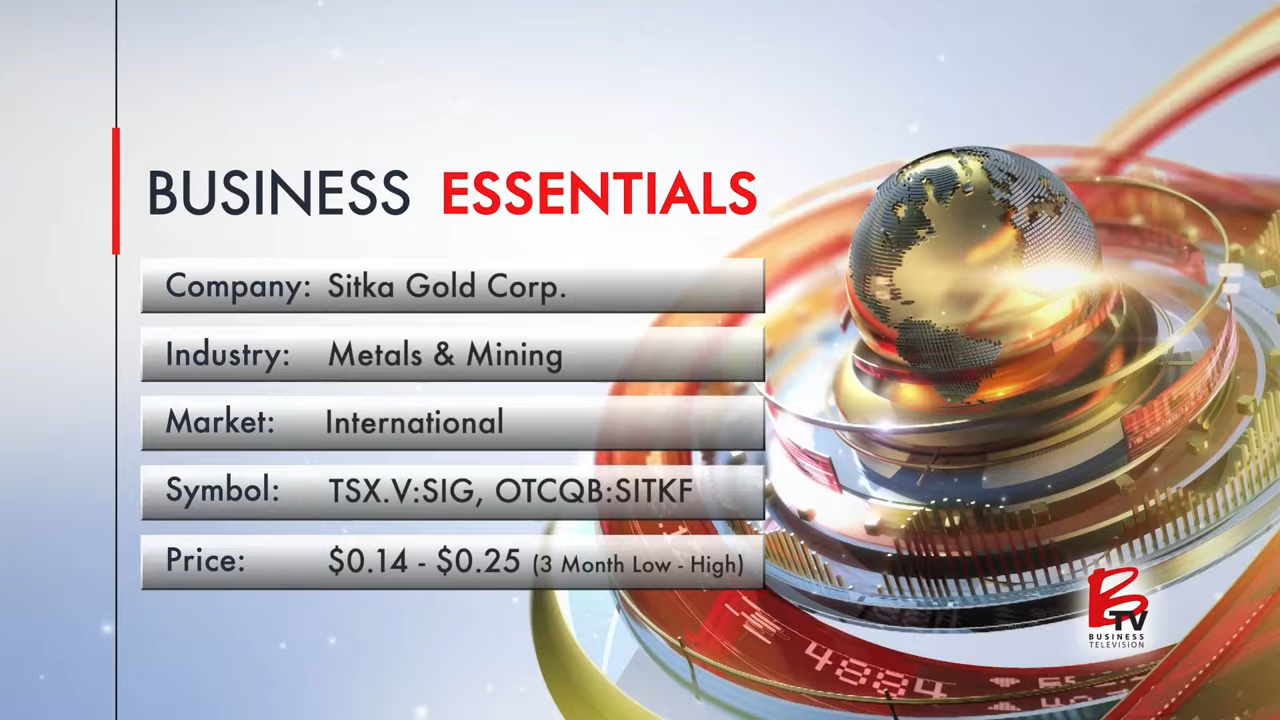 BUSINESS ESSENTIALS
Company: Sitka Gold Corp.
Industry: Metals & Mining
Market: International
Symbol: TSX.V:SIG, OTCQB:SITKF
Price: $0.14 - $0.25 (3 Month Low - High)
4884
BTV
BUSINESS
TELEVISION